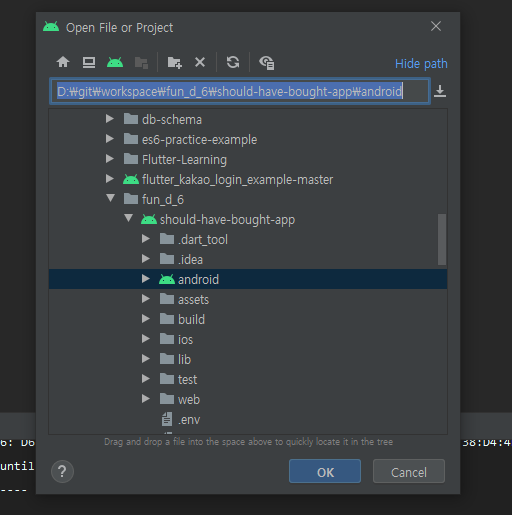 Open File or Project
Hide path
D:₩git₩workspace₩fun_d_6₩should-have-bought-app₩android
db-schema
es6-practice-example
Flutter-Learning
flutter_kakao_login_example-master
fun_d_6
should-have-bought-app
.dart_tool
.idea
android
assets
build
ios
lib
test
web
.env
6: D6
Drag and drop a file into the space above to quickly locate it in the tree
38:D4:4
until
?
OK
Cancel
----